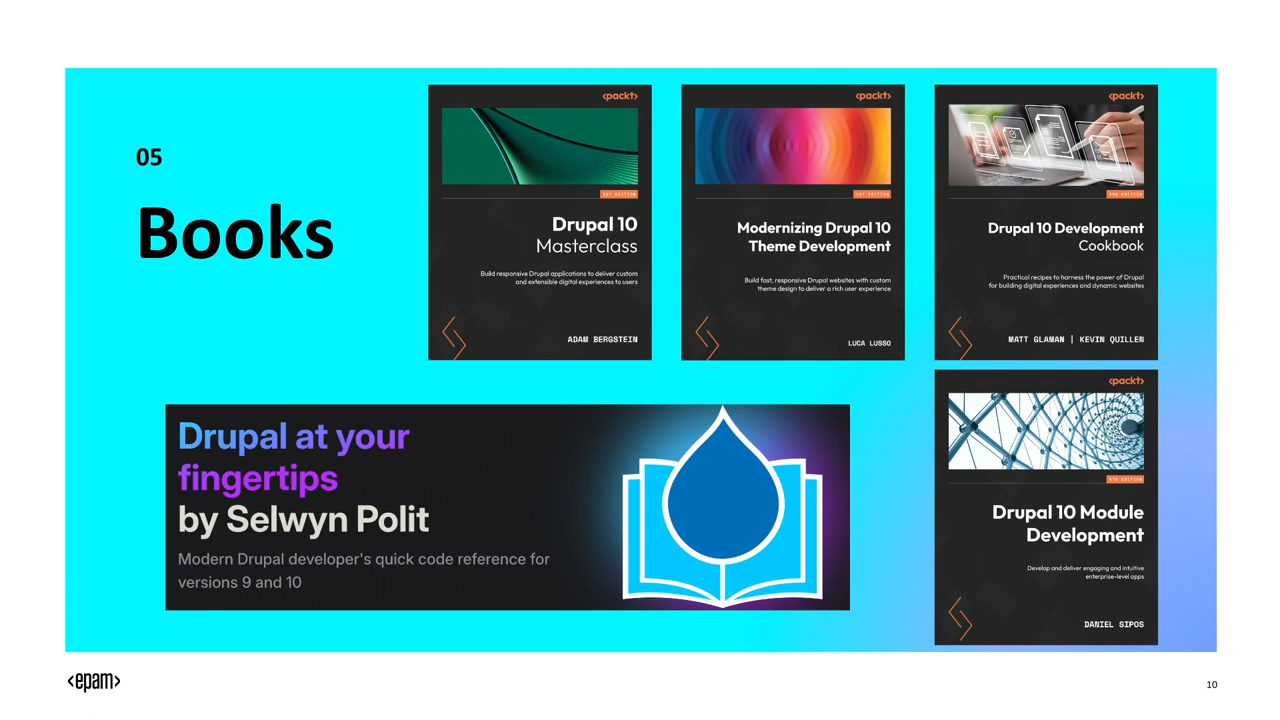 05
Books
<packt>
1ST EDITION
Drupal 10
Masterclass
Build responsive Drupal applications to deliver custom
and extensible digital experiences to users
ADAM BERGSTEIN
<packt>
1ST EDITION
Modernizing Drupal 10
Theme Development
Build fast, responsive Drupal websites with custom
theme design to deliver a rich user experience
LUCA LUSSO
<packt>
EDITION
Drupal 10 Development
Cookbook
Practical recipes to harness the power of Drupal
for building digital experiences and dynamic websites
MATT GLAMAN | KEVIN QUILLEN
Drupal at your
fingertips
by Selwyn Polit
Modern Drupal developer's quick code reference for
versions 9 and 10
<packt>
4TH EDITION
Drupal 10 Module
Development
Develop and deliver engaging and intuitive
enterprise-level apps
DANIEL SIPOS
<epam>
10